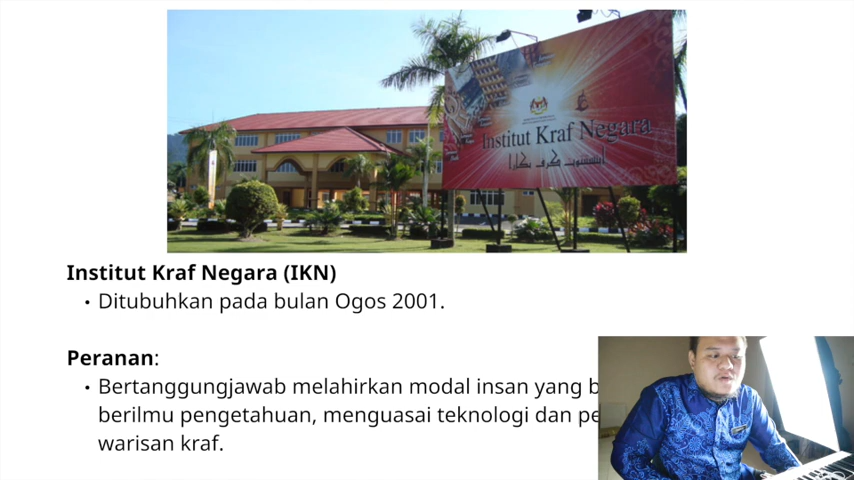 Institut Kraf Negara
Institut Kraf Negara (IKN)
• Ditubuhkan pada bulan Ogos 2001.
Peranan:
• Bertanggungjawab melahirkan modal insan yang
berilmu pengetahuan, menguasai teknologi dan
warisan kraf.